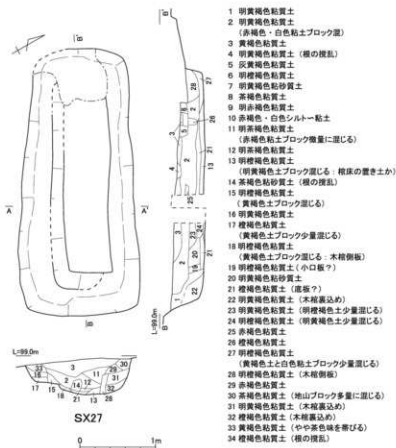 1 明黄褐色粘質土
2 明黄褐色粘質土
(赤褐色・白色粘土ブロック混)
3 黄褐色粘質土
4 明黄褐色粘質土（根の撹乱）
5 灰黄褐色粘質土
6 明橙褐色粘質土
7 明黄褐色粘砂質土
8 茶褐色粘質土
9 明赤褐色粘質土
10 赤褐色・白色シルト～粘土
11 明茶褐色粘質土
(赤褐色粘土ブロック微量に混じる)
12 明茶褐色粘質土
13 明橙褐色粘質土
(明黄褐色土ブロック混じる：棺床の置き土か)
14 茶褐色粘砂質土（根の撹乱）
15 明橙褐色粘質土
(黄褐色土ブロック混じる)
16 明黄褐色粘質土
17 橙褐色粘質土
(黄褐色土ブロック少量混じる)
18 明橙褐色粘質土
(黄褐色土ブロック混じる：木棺側板)
19 明橙褐色粘質土(小口板？)
20 明黄褐色粘砂質土
21 橙褐色粘質土（底板？）
22 明黄褐色粘質土（木棺裏込め）
23 明黄褐色粘質土（明橙褐色土少量混じる）
24 明橙褐色粘質土（明黄褐色土少量混じる）
25 赤褐色粘質土
26 橙褐色粘質土
27 明橙褐色粘質土
(黄褐色土と白色粘土ブロック少量混じる)
28 明橙褐色粘質土（木棺側板）
29 赤褐色粘質土
30 茶褐色粘質土（地山ブロック多量に混じる）
31 明黄褐色粘質土（木棺裏込め）
32 橙褐色粘質土（木棺裏込め）
33 黄褐色粘質土（やや茶色味を帯びる）
34 橙褐色粘質土（根の撹乱）
B'
B'
A
A'
B
B
L=99.0m
L=99.0m
SX27
0 1m